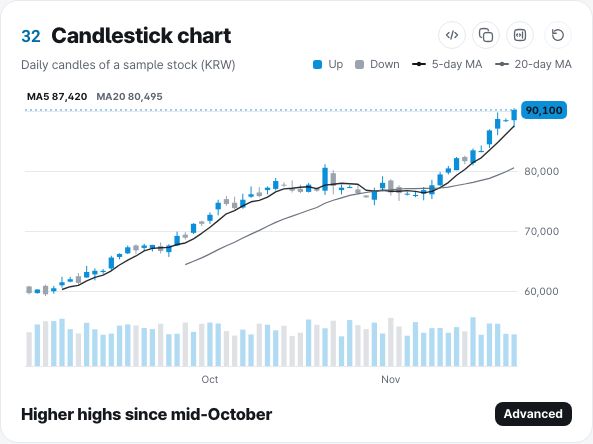 32 Candlestick chart
Daily candles of a sample stock (KRW)
Up Down 5-day MA 20-day MA
MA5 87,420 MA20 80,495
90,100
80,000
70,000
60,000
Oct Nov
Higher highs since mid-October
Advanced